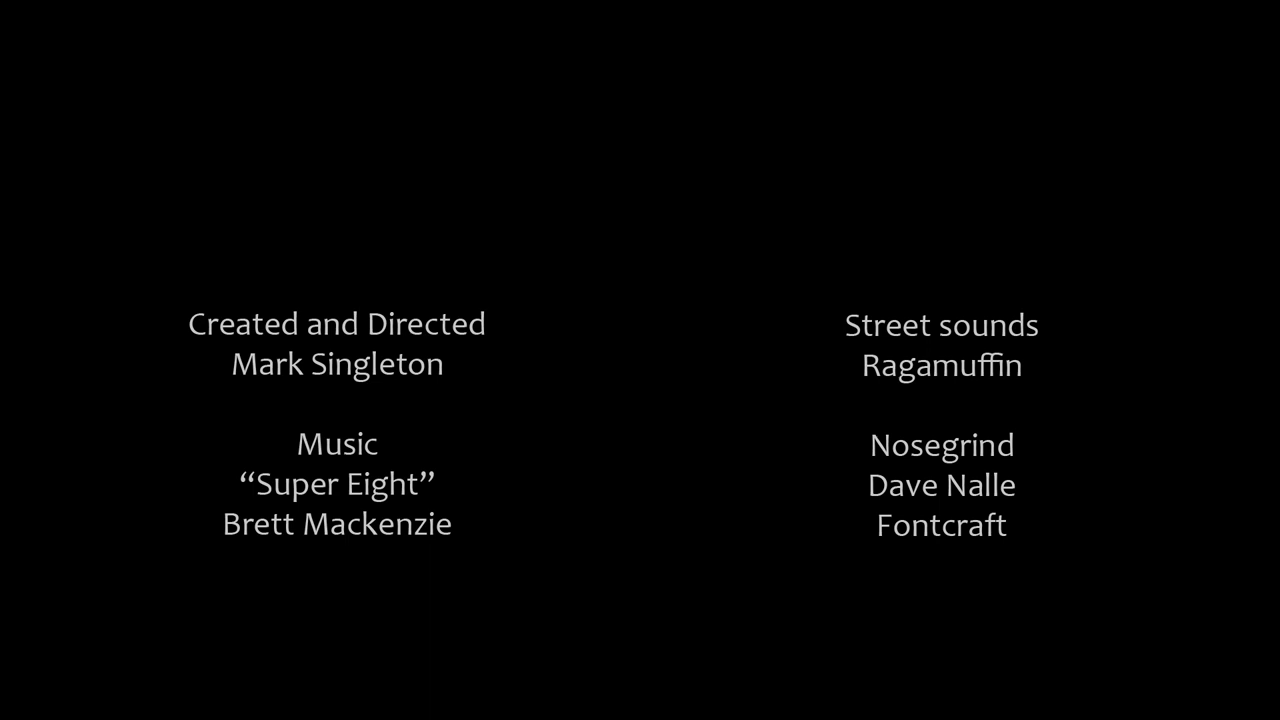 Created and Directed
Mark Singleton
Music
“Super Eight”
Brett Mackenzie
Street sounds
Ragamuffin
Nosegrind
Dave Nalle
Fontcraft